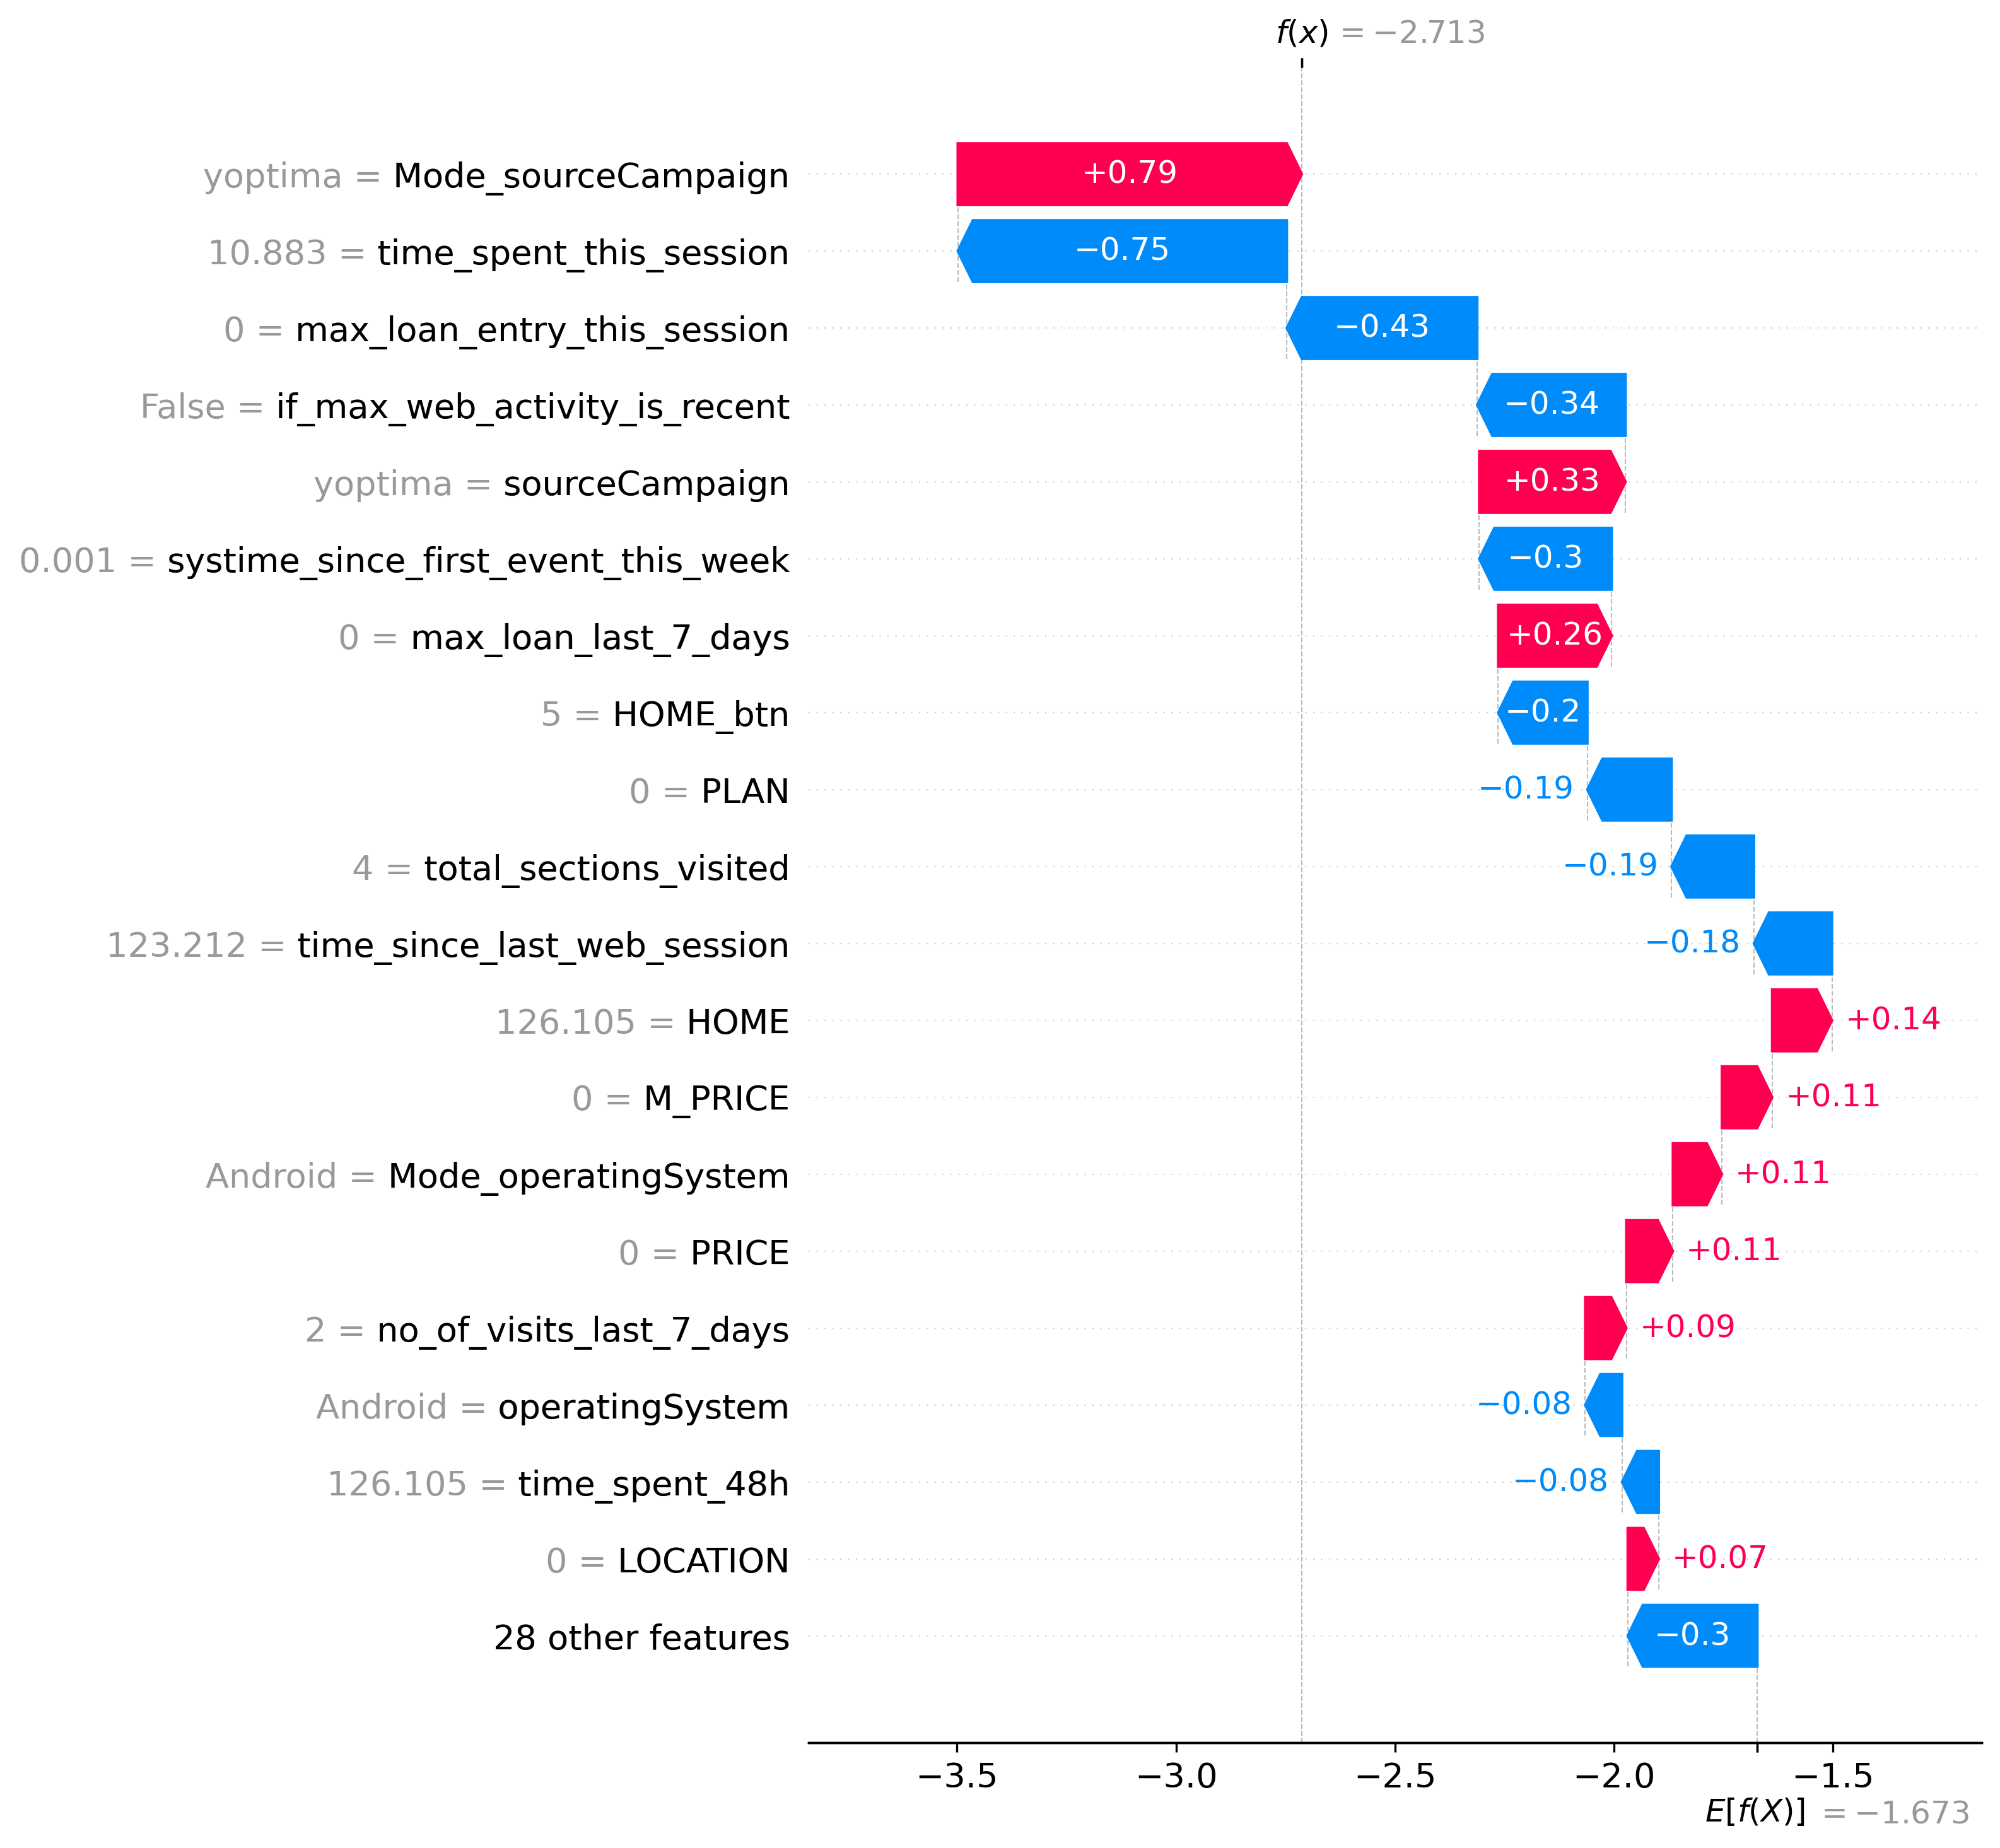 f(x) = −2.713
yoptima = Mode_sourceCampaign +0.79
10.883 = time_spent_this_session −0.75
0 = max_loan_entry_this_session −0.43
False = if_max_web_activity_is_recent −0.34
yoptima = sourceCampaign +0.33
0.001 = systime_since_first_event_this_week −0.3
0 = max_loan_last_7_days +0.26
5 = HOME_btn −0.2
0 = PLAN −0.19
4 = total_sections_visited −0.19
123.212 = time_since_last_web_session −0.18
126.105 = HOME +0.14
0 = M_PRICE +0.11
Android = Mode_operatingSystem +0.11
0 = PRICE +0.11
2 = no_of_visits_last_7_days +0.09
Android = operatingSystem −0.08
126.105 = time_spent_48h −0.08
0 = LOCATION +0.07
28 other features −0.3
−3.5 −3.0 −2.5 −2.0 −1.5
E[f(X)] = −1.673